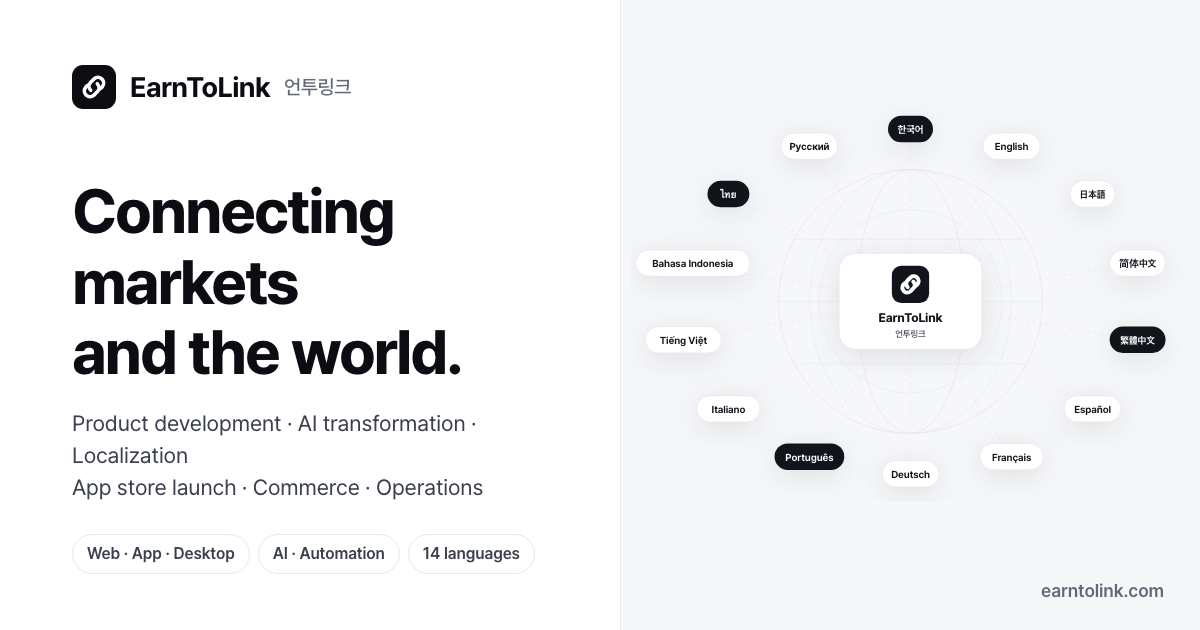 EarnToLink 언투링크
Connecting
markets
and the world.
Product development · AI transformation ·
Localization
App store launch · Commerce · Operations
Web · App · Desktop
AI · Automation
14 languages
한국어
Русский
English
ไทย
日本語
Bahasa Indonesia
简体中文
EarnToLink
언투링크
Tiếng Việt
繁體中文
Italiano
Español
Português
Français
Deutsch
earntolink.com